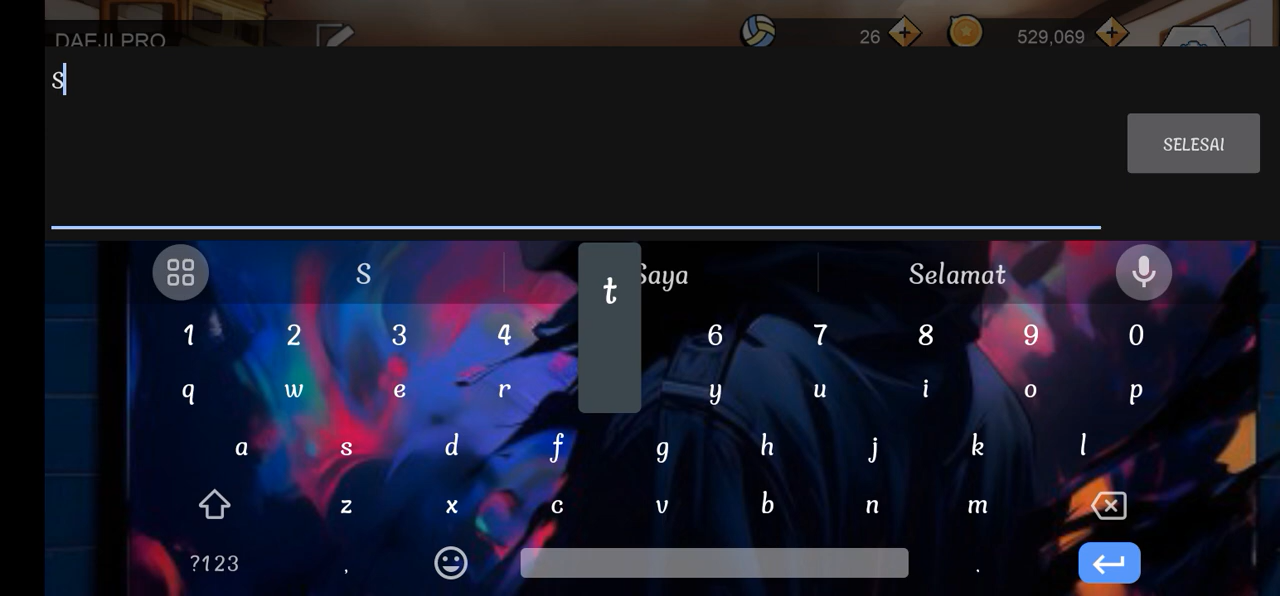 DAEJI.PRO
26
529,069
S
SELESAI
S Saya Selamat
t
1 2 3 4 6 7 8 9 0
q w e r y u i o p
a s d f g h j k l
z x c v b n m
?123 , .